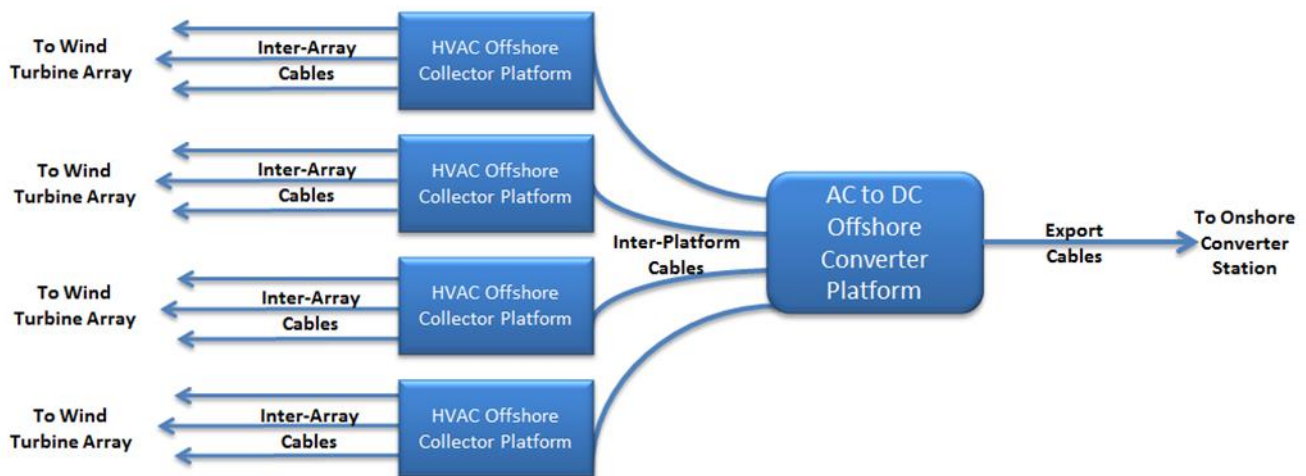 To Wind
Turbine Array
Inter-Array
Cables
HVAC Offshore
Collector Platform
To Wind
Turbine Array
Inter-Array
Cables
HVAC Offshore
Collector Platform
Inter-Platform
Cables
AC to DC
Offshore
Converter
Platform
Export
Cables
To Onshore
Converter
Station
To Wind
Turbine Array
Inter-Array
Cables
HVAC Offshore
Collector Platform
To Wind
Turbine Array
Inter-Array
Cables
HVAC Offshore
Collector Platform